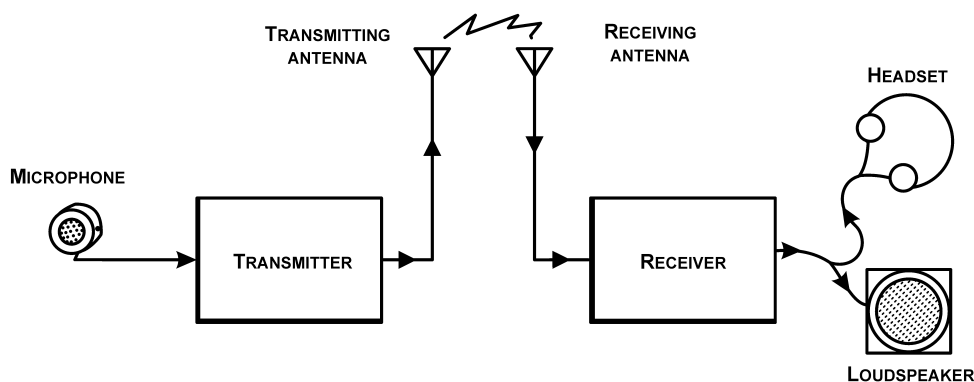 TRANSMITTING
ANTENNA
RECEIVING
ANTENNA
HEADSET
MICROPHONE
TRANSMITTER
RECEIVER
LOUDSPEAKER